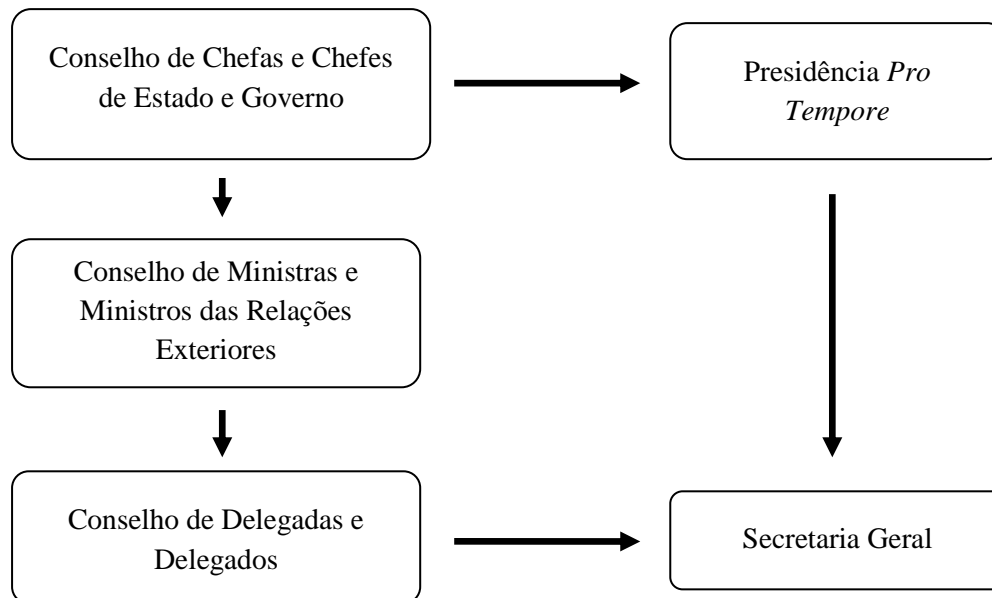 Conselho de Chefas e Chefes
de Estado e Governo
Presidência Pro
Tempore
Conselho de Ministras e
Ministros das Relações
Exteriores
Conselho de Delegadas e
Delegados
Secretaria Geral